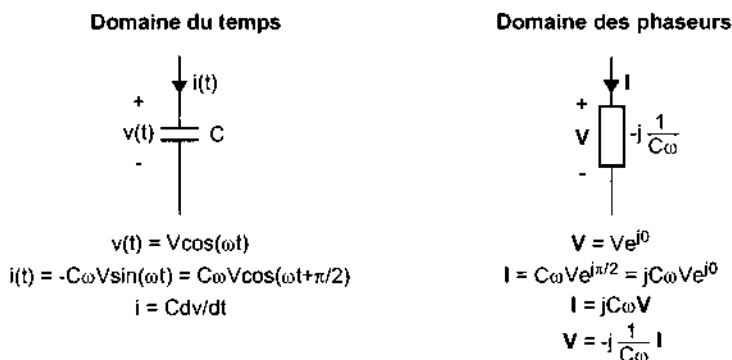 Domaine du temps
i(t)
+
v(t) C
-
v(t) = Vcos(ωt)
i(t) = -CωVsin(ωt) = CωVcos(ωt+π/2)
i = Cdv/dt
Domaine des phaseurs
I
+
V -j 1/Cω
-
V = Ve^j0
I = CωVe^jπ/2 = jCωVe^j0
I = jCωV
V = -j 1/Cω I